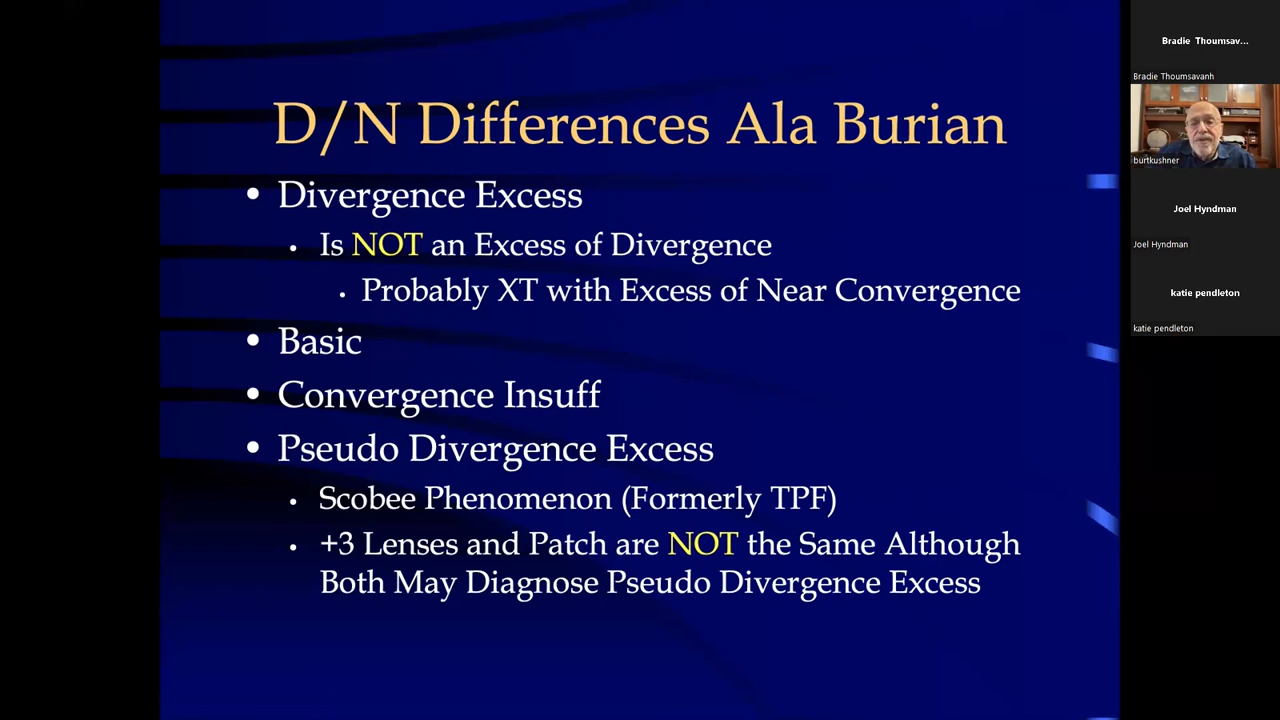 D/N Differences Ala Burian
• Divergence Excess
• Is NOT an Excess of Divergence
• Probably XT with Excess of Near Convergence
• Basic
• Convergence Insuff
• Pseudo Divergence Excess
• Scobee Phenomenon (Formerly TPF)
• +3 Lenses and Patch are NOT the Same Although
Both May Diagnose Pseudo Divergence Excess
Bradie Thoumsav...
Bradie Thoumsavanh
burtkushner
Joel Hyndman
Joel Hyndman
katie pendleton
katie pendleton